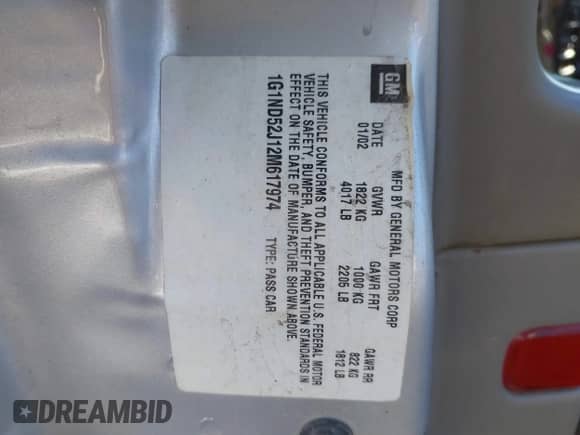 GM
MFD BY GENERAL MOTORS CORP
DATE GVWR GAWR FRT GAWR RR
01/02 1822 KG 1000 KG 822 KG
4017 LB 2205 LB 1812 LB
THIS VEHICLE CONFORMS TO ALL APPLICABLE U.S. FEDERAL MOTOR
VEHICLE SAFETY, BUMPER, AND THEFT PREVENTION STANDARDS IN
EFFECT ON THE DATE OF MANUFACTURE SHOWN ABOVE.
1G1ND52J12M617974 TYPE: PASS CAR
DREAMBID